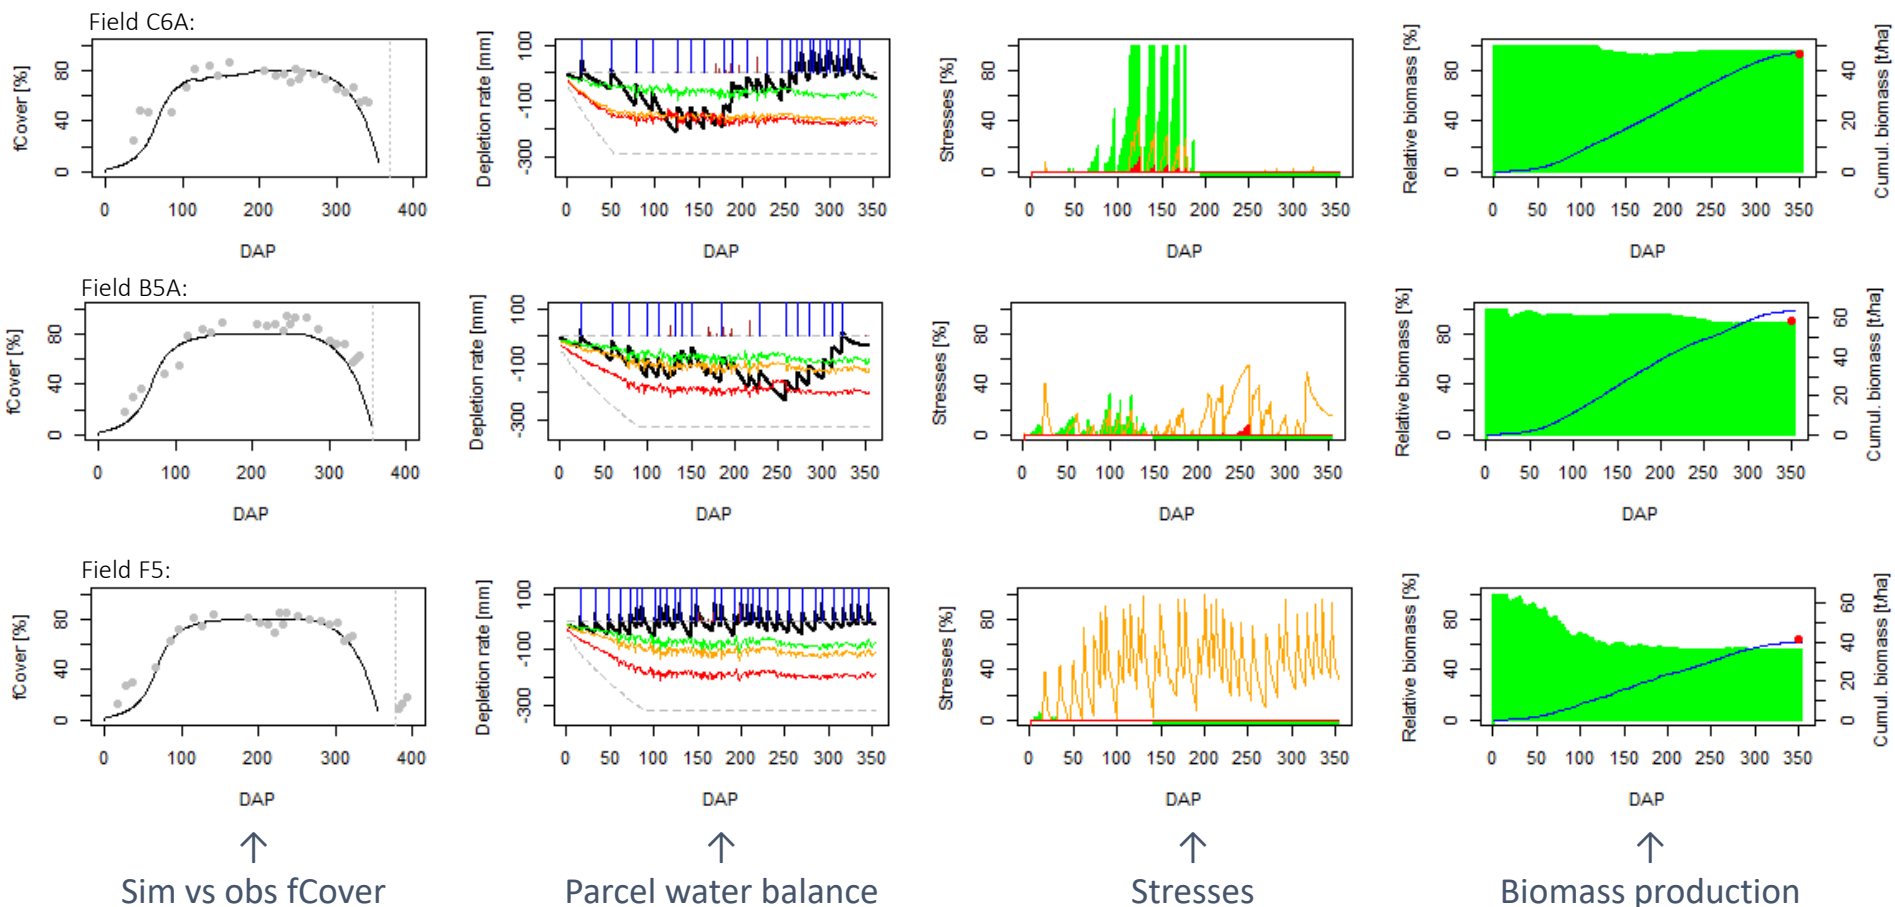 Field C6A:
fCover [%]
0 40 80
0 100 200 300 400
DAP
Depletion rate [mm]
-300 -100 100
0 50 100 150 200 250 300 350
DAP
Stresses [%]
0 40 80
0 50 100 150 200 250 300 350
DAP
Relative biomass [%]
0 40 80
0 50 100 150 200 250 300 350
DAP
0 20 40
Cumul. biomass [t/ha]
Field B5A:
fCover [%]
0 40 80
0 100 200 300 400
DAP
Depletion rate [mm]
-300 -100 100
0 50 100 150 200 250 300 350
DAP
Stresses [%]
0 40 80
0 50 100 150 200 250 300 350
DAP
Relative biomass [%]
0 40 80
0 50 100 150 200 250 300 350
DAP
0 20 40 60
Cumul. biomass [t/ha]
Field F5:
fCover [%]
0 40 80
0 100 200 300 400
DAP
Depletion rate [mm]
-300 -100 100
0 50 100 150 200 250 300 350
DAP
Stresses [%]
0 40 80
0 50 100 150 200 250 300 350
DAP
Relative biomass [%]
0 40 80
0 50 100 150 200 250 300 350
DAP
0 20 40 60
Cumul. biomass [t/ha]
Sim vs obs fCover
Parcel water balance
Stresses
Biomass production